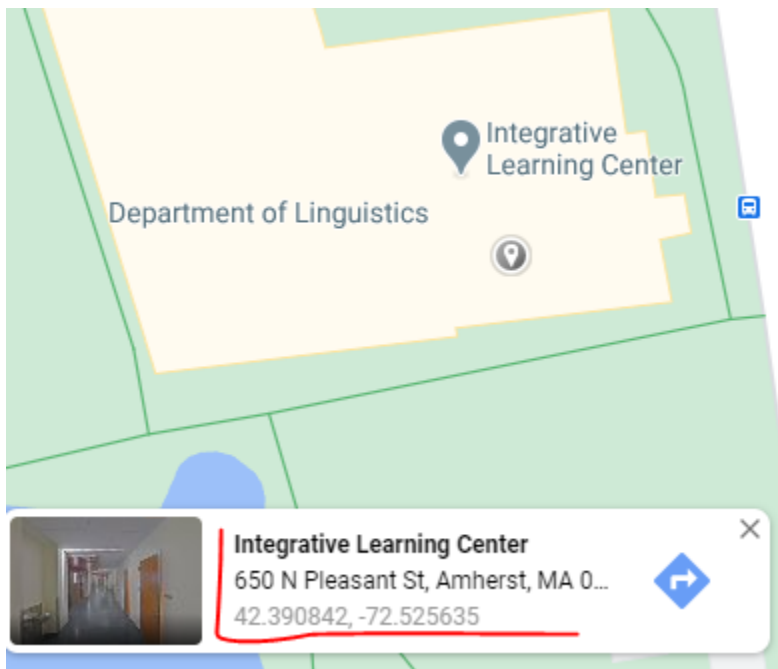 Integrative
Learning Center
Department of Linguistics
Integrative Learning Center
650 N Pleasant St, Amherst, MA 0...
42.390842, -72.525635